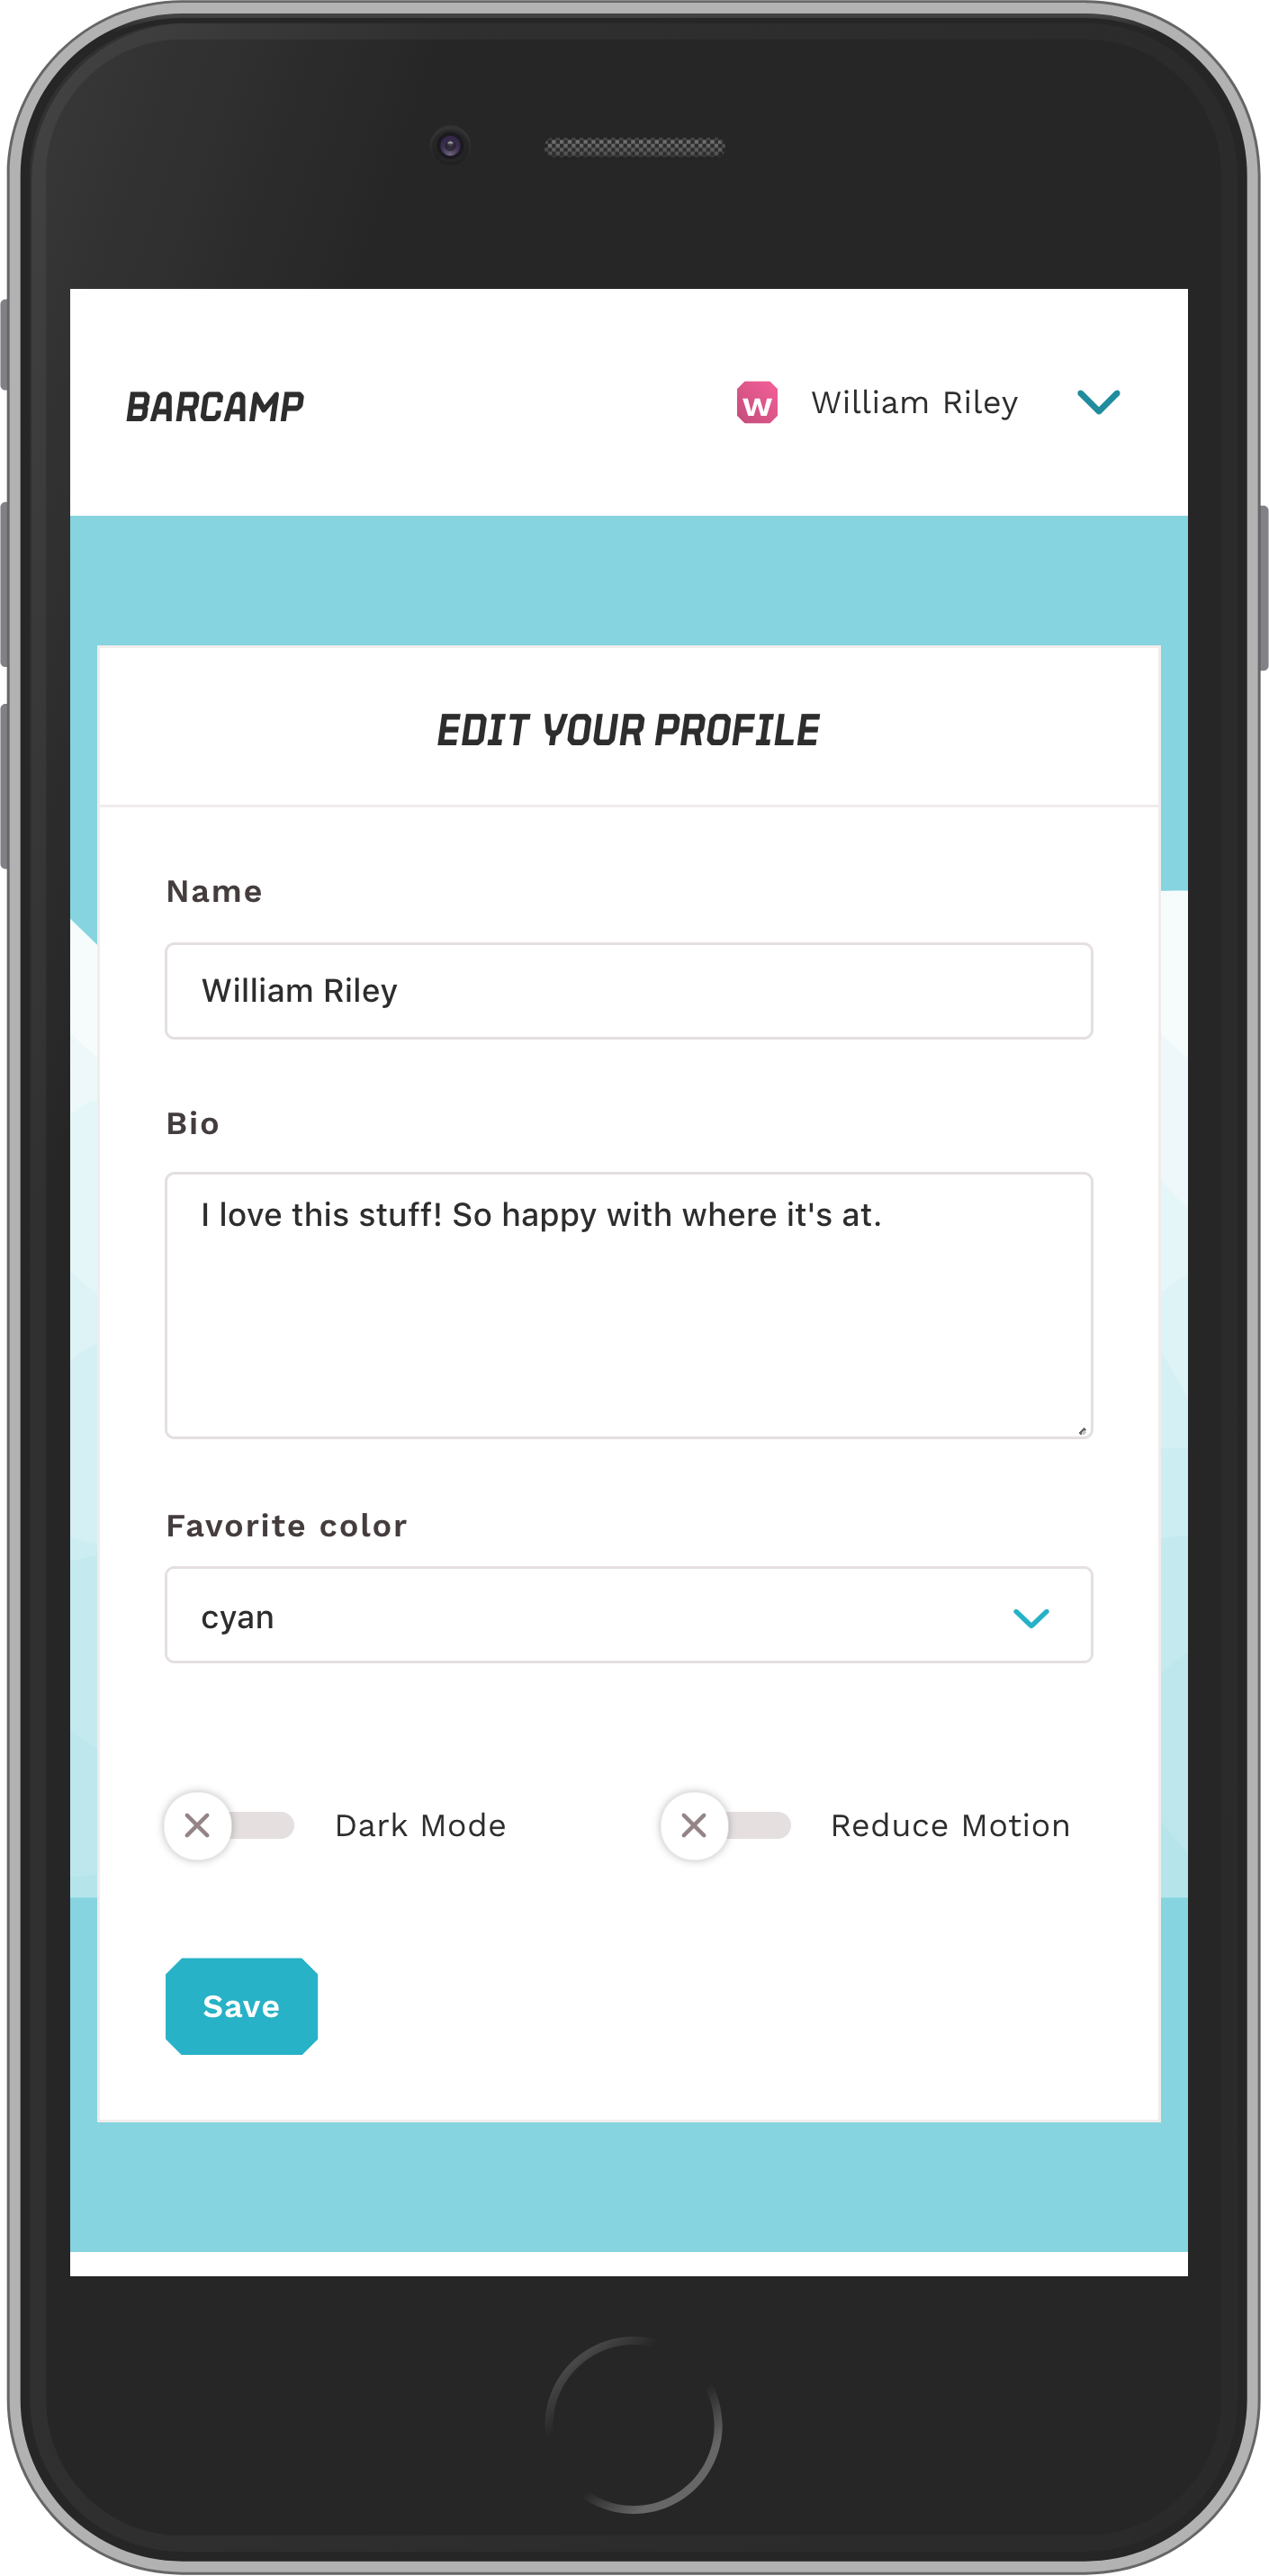 BARCAMP
W William Riley
EDIT YOUR PROFILE
Name
William Riley
Bio
I love this stuff! So happy with where it's at.
Favorite color
cyan
Dark Mode
Reduce Motion
Save